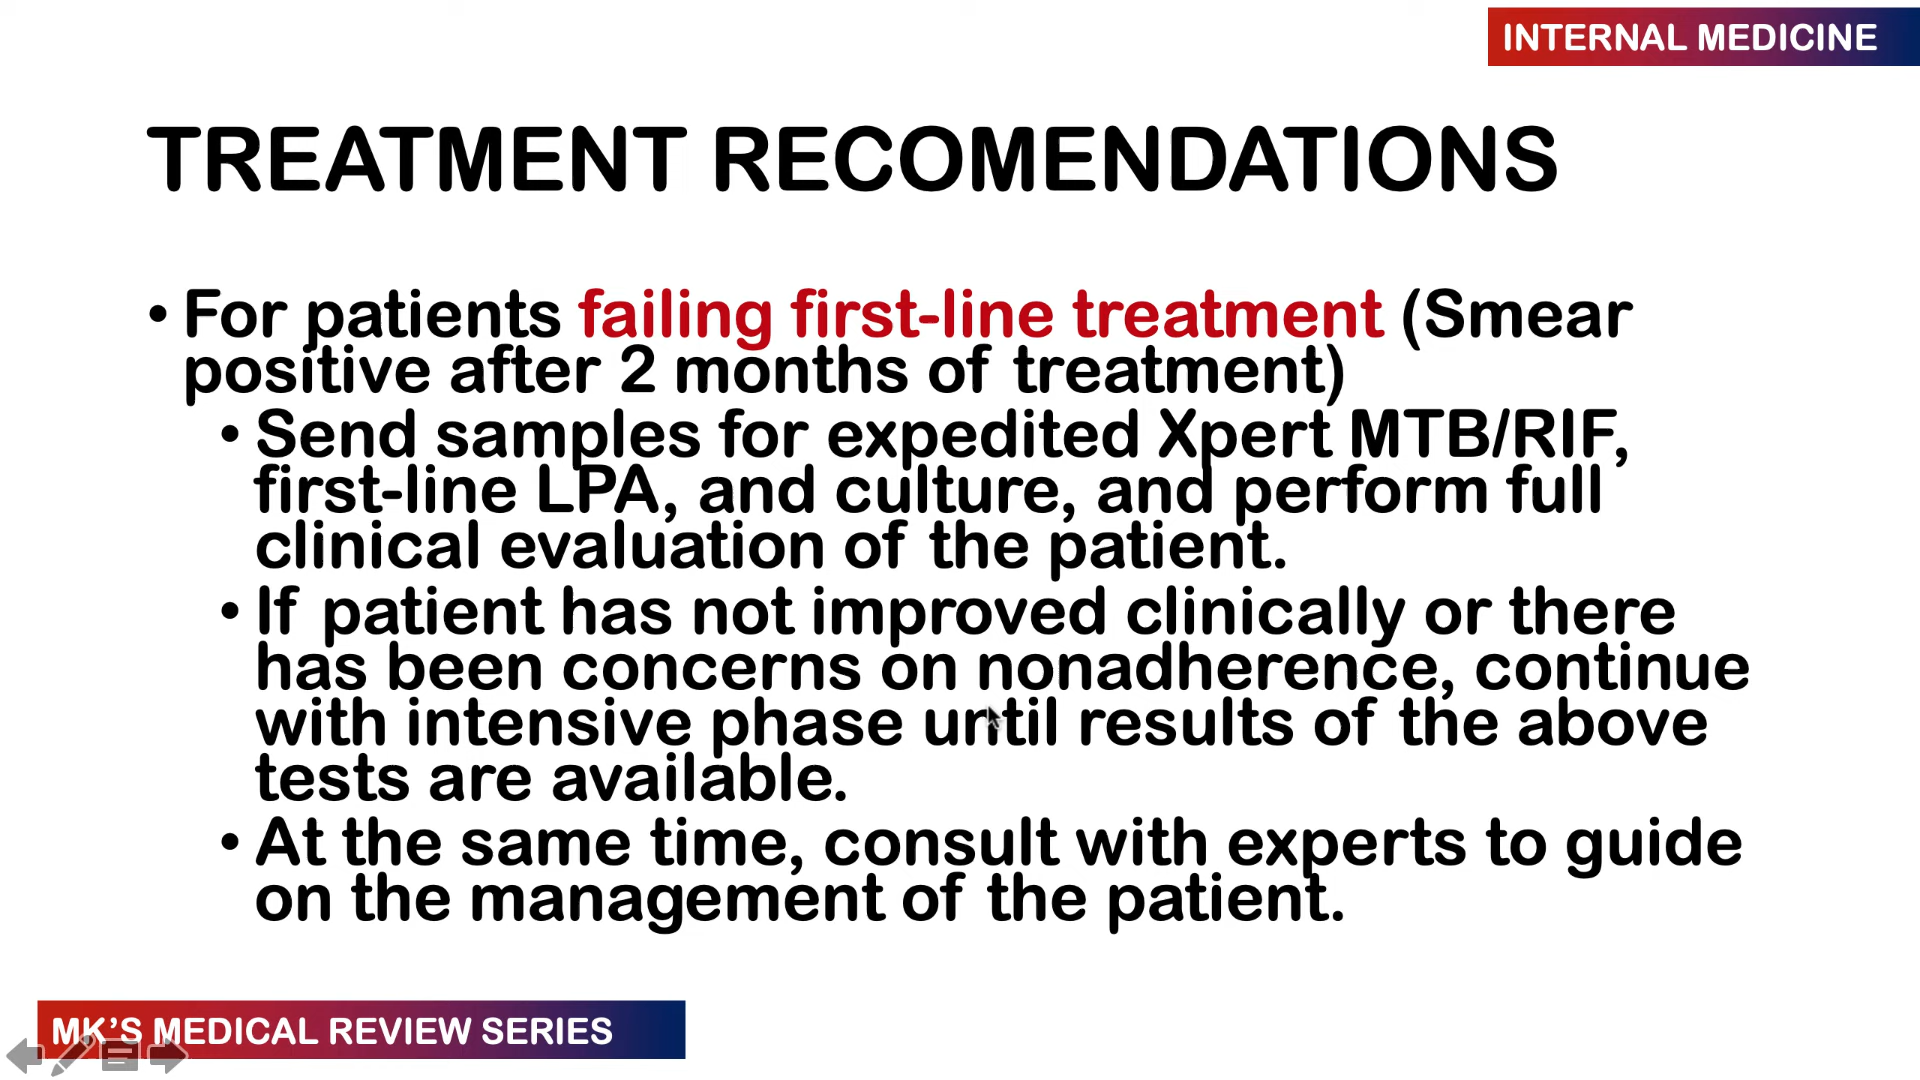 INTERNAL MEDICINE
TREATMENT RECOMENDATIONS
• For patients failing first-line treatment (Smear
positive after 2 months of treatment)
• Send samples for expedited Xpert MTB/RIF,
first-line LPA, and culture, and perform full
clinical evaluation of the patient.
• If patient has not improved clinically or there
has been concerns on nonadherence, continue
with intensive phase until results of the above
tests are available.
• At the same time, consult with experts to guide
on the management of the patient.
MK'S MEDICAL REVIEW SERIES